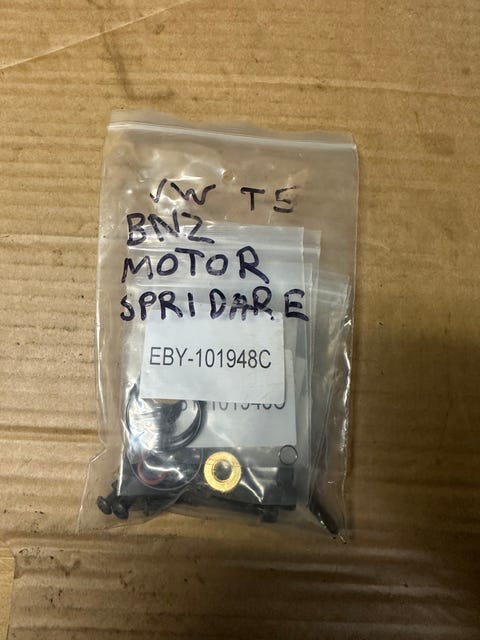 VW T5
BNZ
MOTOR
SPRIDARE
EBY-101948C